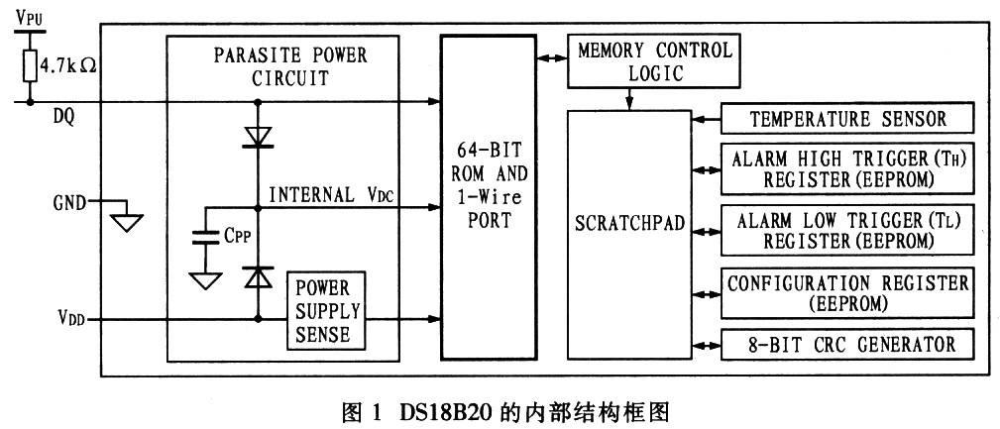 VPU
4.7kΩ
DQ
GND
VDD
PARASITE POWER
CIRCUIT
INTERNAL VDC
CPP
POWER
SUPPLY
SENSE
64-BIT
ROM AND
1-Wire
PORT
MEMORY CONTROL
LOGIC
SCRATCHPAD
TEMPERATURE SENSOR
ALARM HIGH TRIGGER(TH)
REGISTER(EEPROM)
ALARM LOW TRIGGER(TL)
REGISTER(EEPROM)
CONFIGURATION REGISTER
(EEPROM)
8-BIT CRC GENERATOR
图 1 DS18B20 的内部结构框图